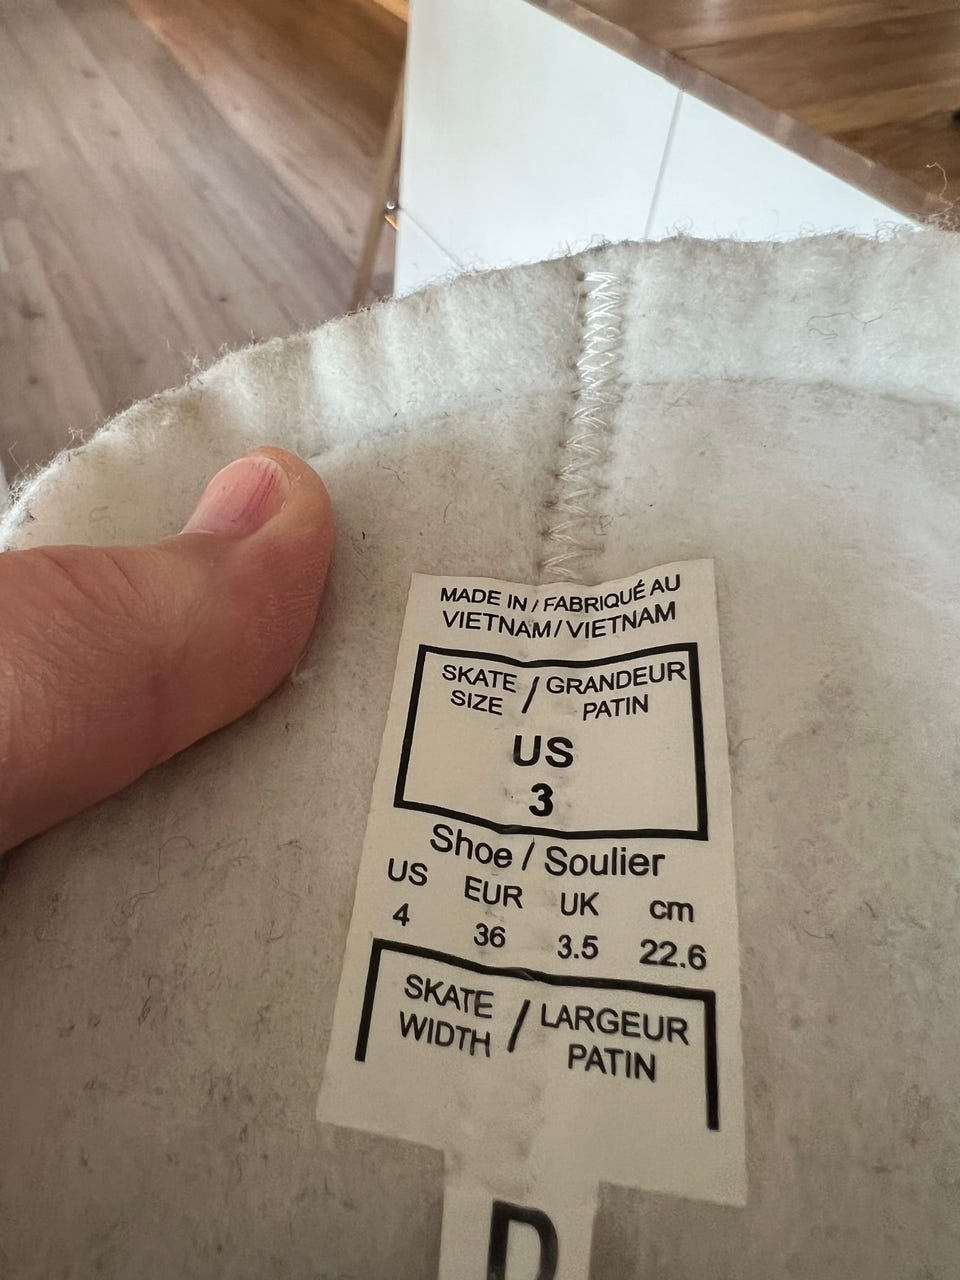 MADE IN / FABRIQUÉ AU
VIETNAM / VIETNAM
SKATE / GRANDEUR
SIZE PATIN
US
3
Shoe / Soulier
US EUR UK cm
4 36 3.5 22.6
SKATE / LARGEUR
WIDTH PATIN
D